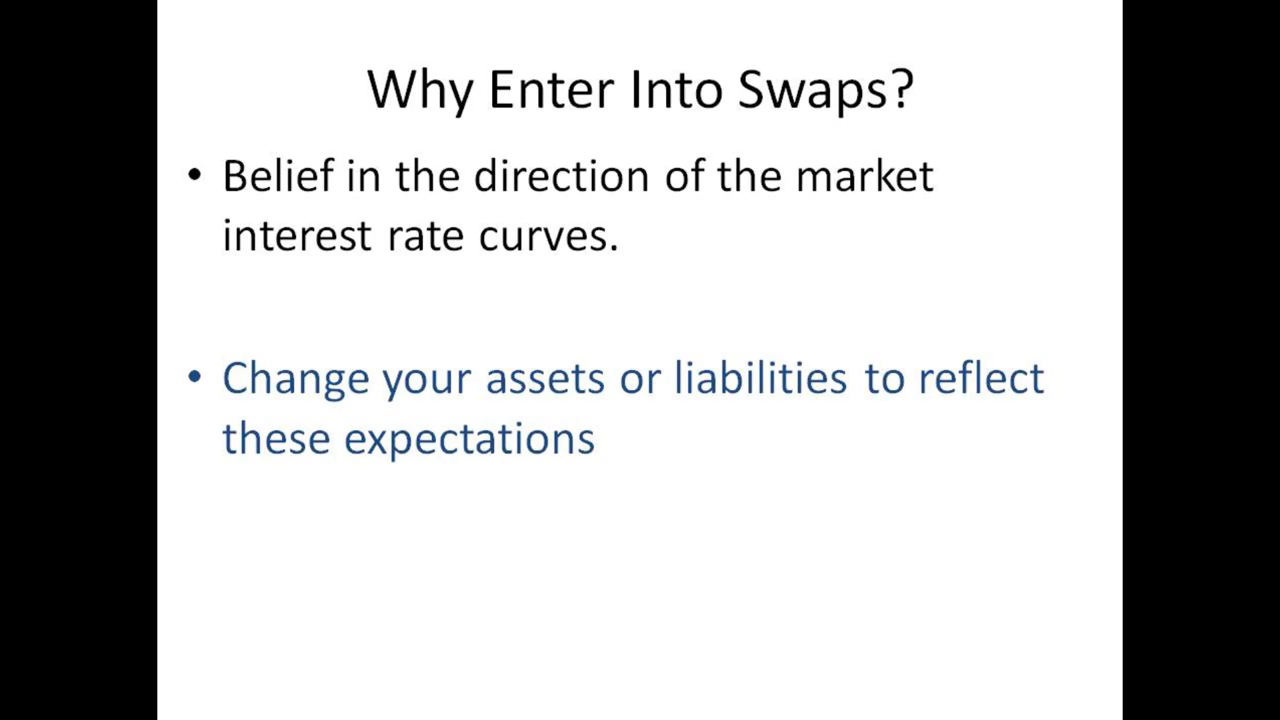 Why Enter Into Swaps?
• Belief in the direction of the market
interest rate curves.
• Change your assets or liabilities to reflect
these expectations